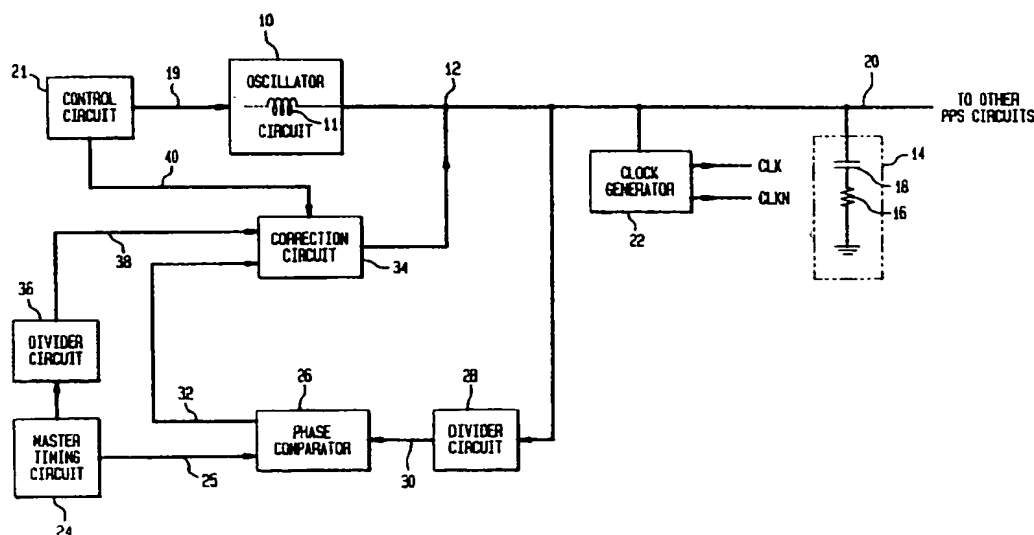 10
21
19
OSCILLATOR
CIRCUIT
11
12
20
TO OTHER
PPS CIRCUITS
CONTROL
CIRCUIT
40
CLOCK
GENERATOR
CLK
CLKN
22
14
18
16
38
CORRECTION
CIRCUIT
34
36
DIVIDER
CIRCUIT
32
26
PHASE
COMPARATOR
28
DIVIDER
CIRCUIT
30
MASTER
TIMING
CIRCUIT
25
24